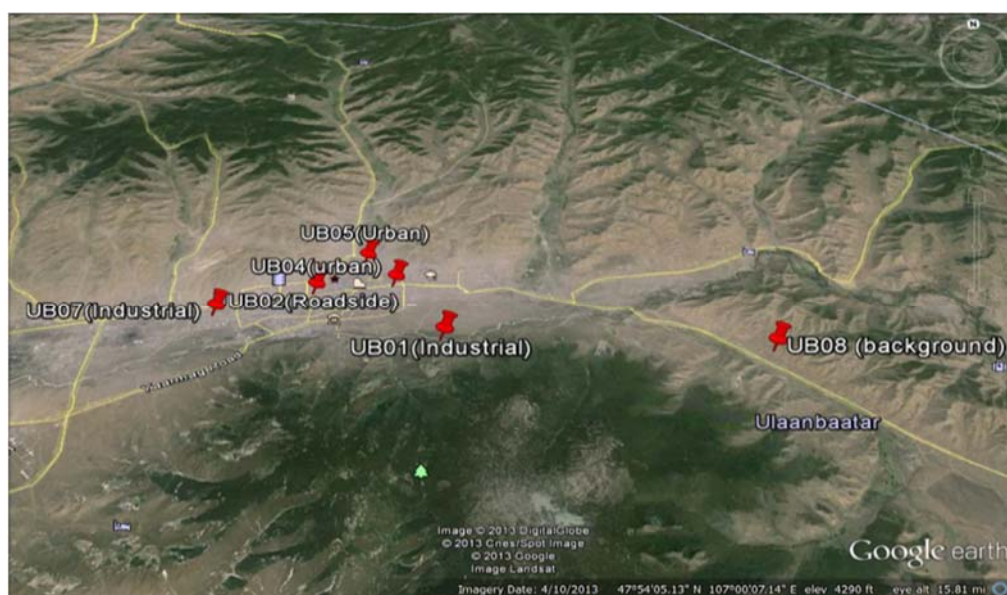 UB05(Urban)
UB04(urban)
UB02(Roadside)
UB07(Industrial)
UB01(Industrial)
UB08 (background)
Ulaanbaatar
Image © 2013 DigitalGlobe
© 2013 Cnes/Spot Image
© 2013 Google
Image Landsat
Google earth
Imagery Date: 4/10/2013 47°54'05.13" N 107°00'07.14" E elev 4290 ft eye alt 15.81 mi